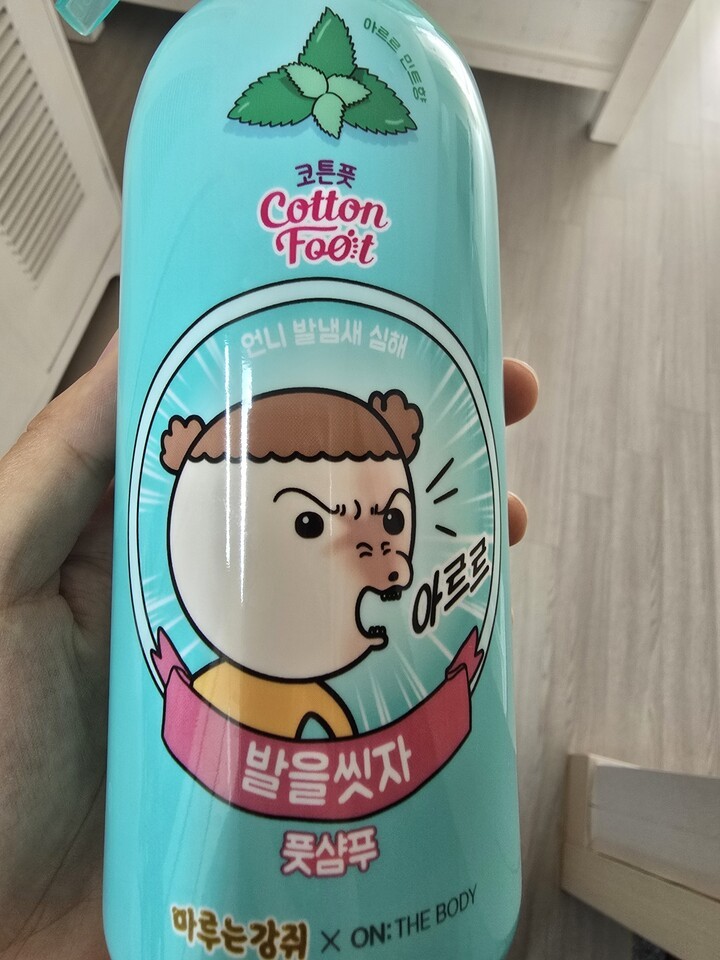 아르르 민트향
코튼풋
Cotton
Foot
언니 발냄새 심해
아르르
발을씻자
풋샴푸
마루는강쥐 × ON: THE BODY